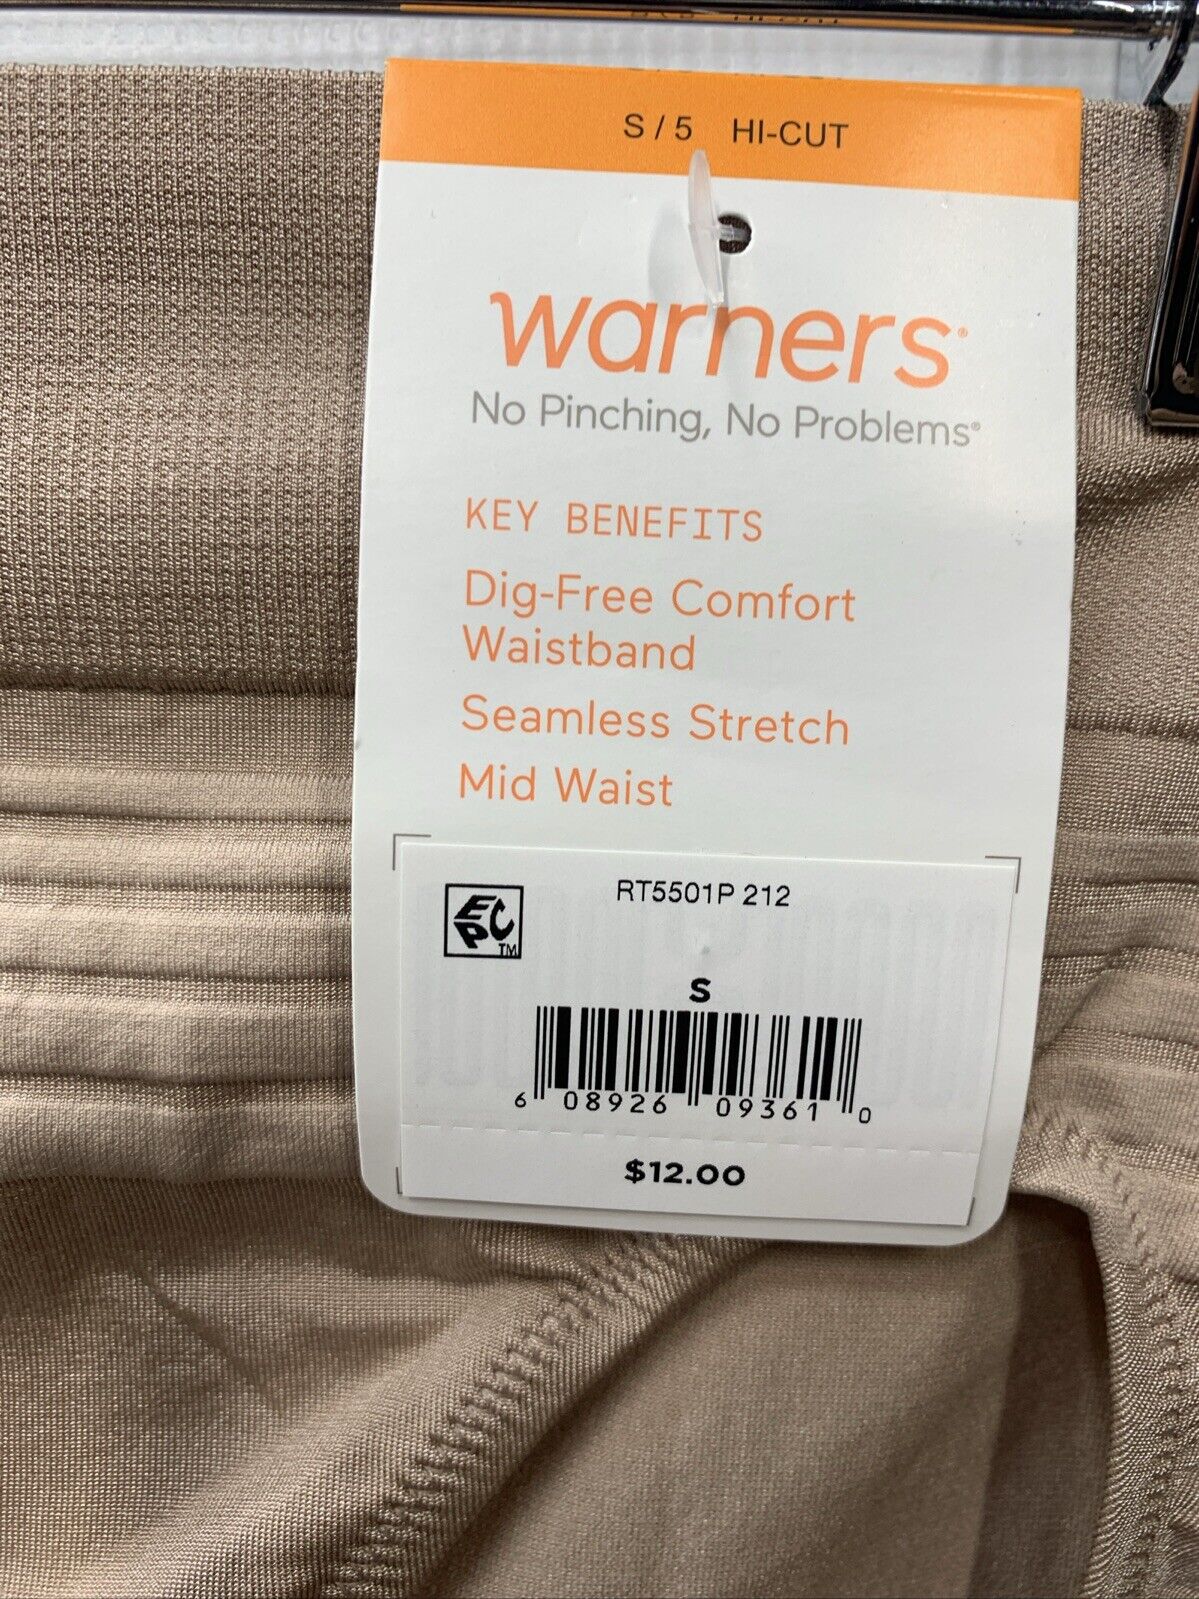 S / 5 HI-CUT
warners®
No Pinching, No Problems®
KEY BENEFITS
Dig-Free Comfort
Waistband
Seamless Stretch
Mid Waist
RT5501P 212
EPC™
S
6 08926 09361 0
$12.00